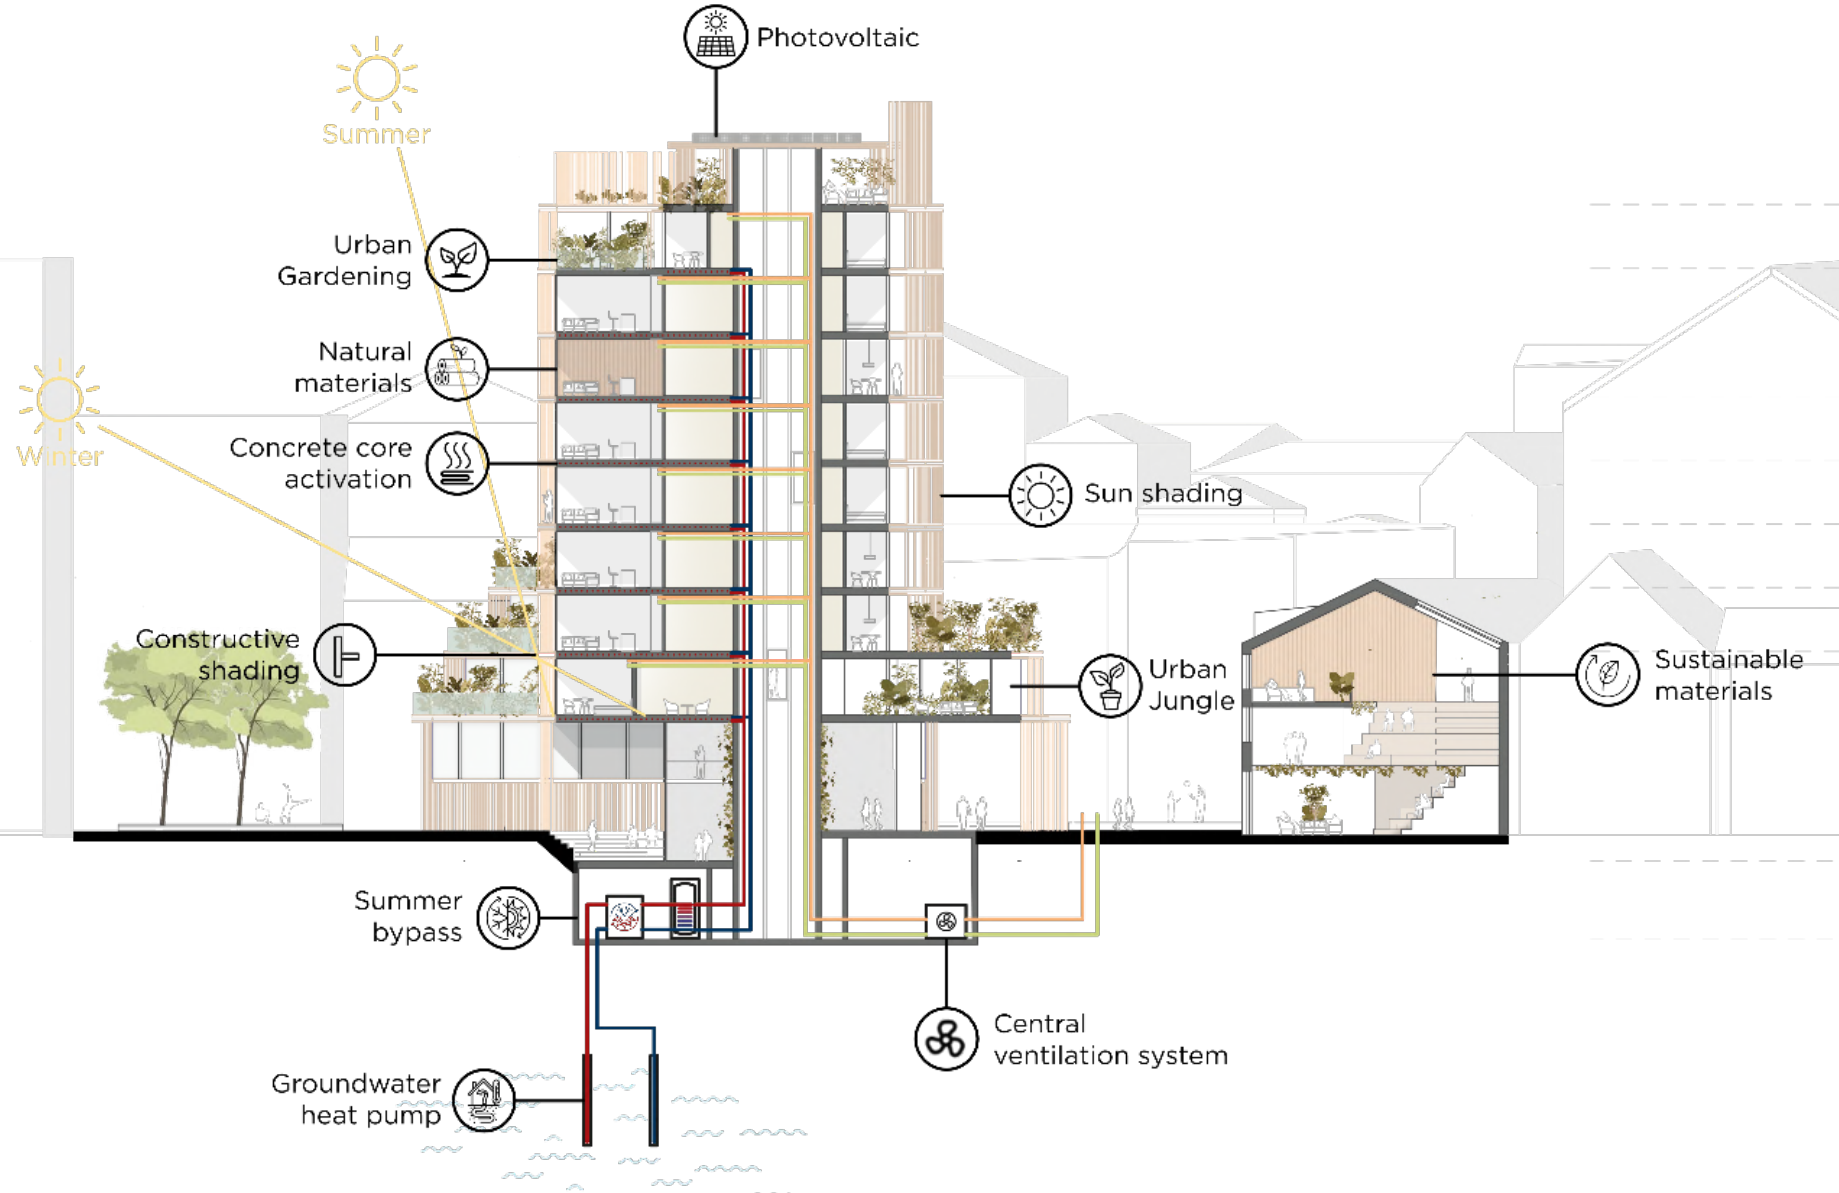 Photovoltaic
Summer
Urban
Gardening
Natural
materials
Winter
Concrete core
activation
Sun shading
Constructive
shading
Urban
Jungle
Sustainable
materials
Summer
bypass
Central
ventilation system
Groundwater
heat pump